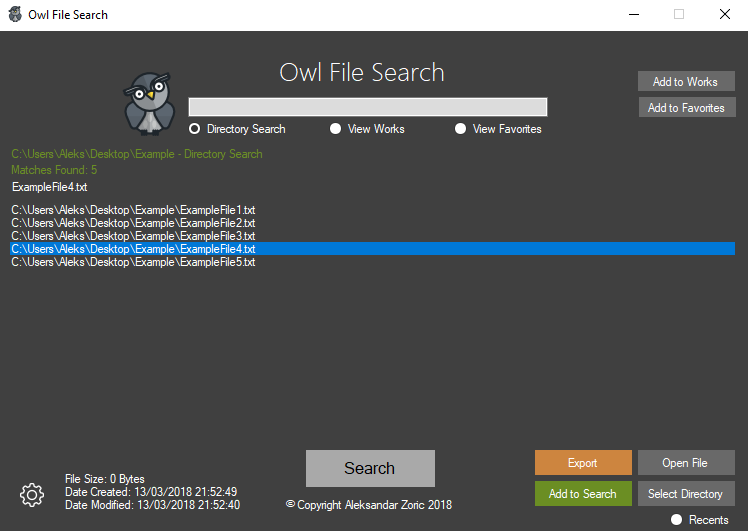 Owl File Search
Owl File Search
Add to Works
Add to Favorites
Directory Search View Works View Favorites
C:\Users\Aleks\Desktop\Example - Directory Search
Matches Found: 5
ExampleFile4.txt
C:\Users\Aleks\Desktop\Example\ExampleFile1.txt
C:\Users\Aleks\Desktop\Example\ExampleFile2.txt
C:\Users\Aleks\Desktop\Example\ExampleFile3.txt
C:\Users\Aleks\Desktop\Example\ExampleFile4.txt
C:\Users\Aleks\Desktop\Example\ExampleFile5.txt
Search
Export
Open File
File Size: 0 Bytes
Date Created: 13/03/2018 21:52:49
Date Modified: 13/03/2018 21:52:40
© Copyright Aleksandar Zoric 2018
Add to Search
Select Directory
Recents